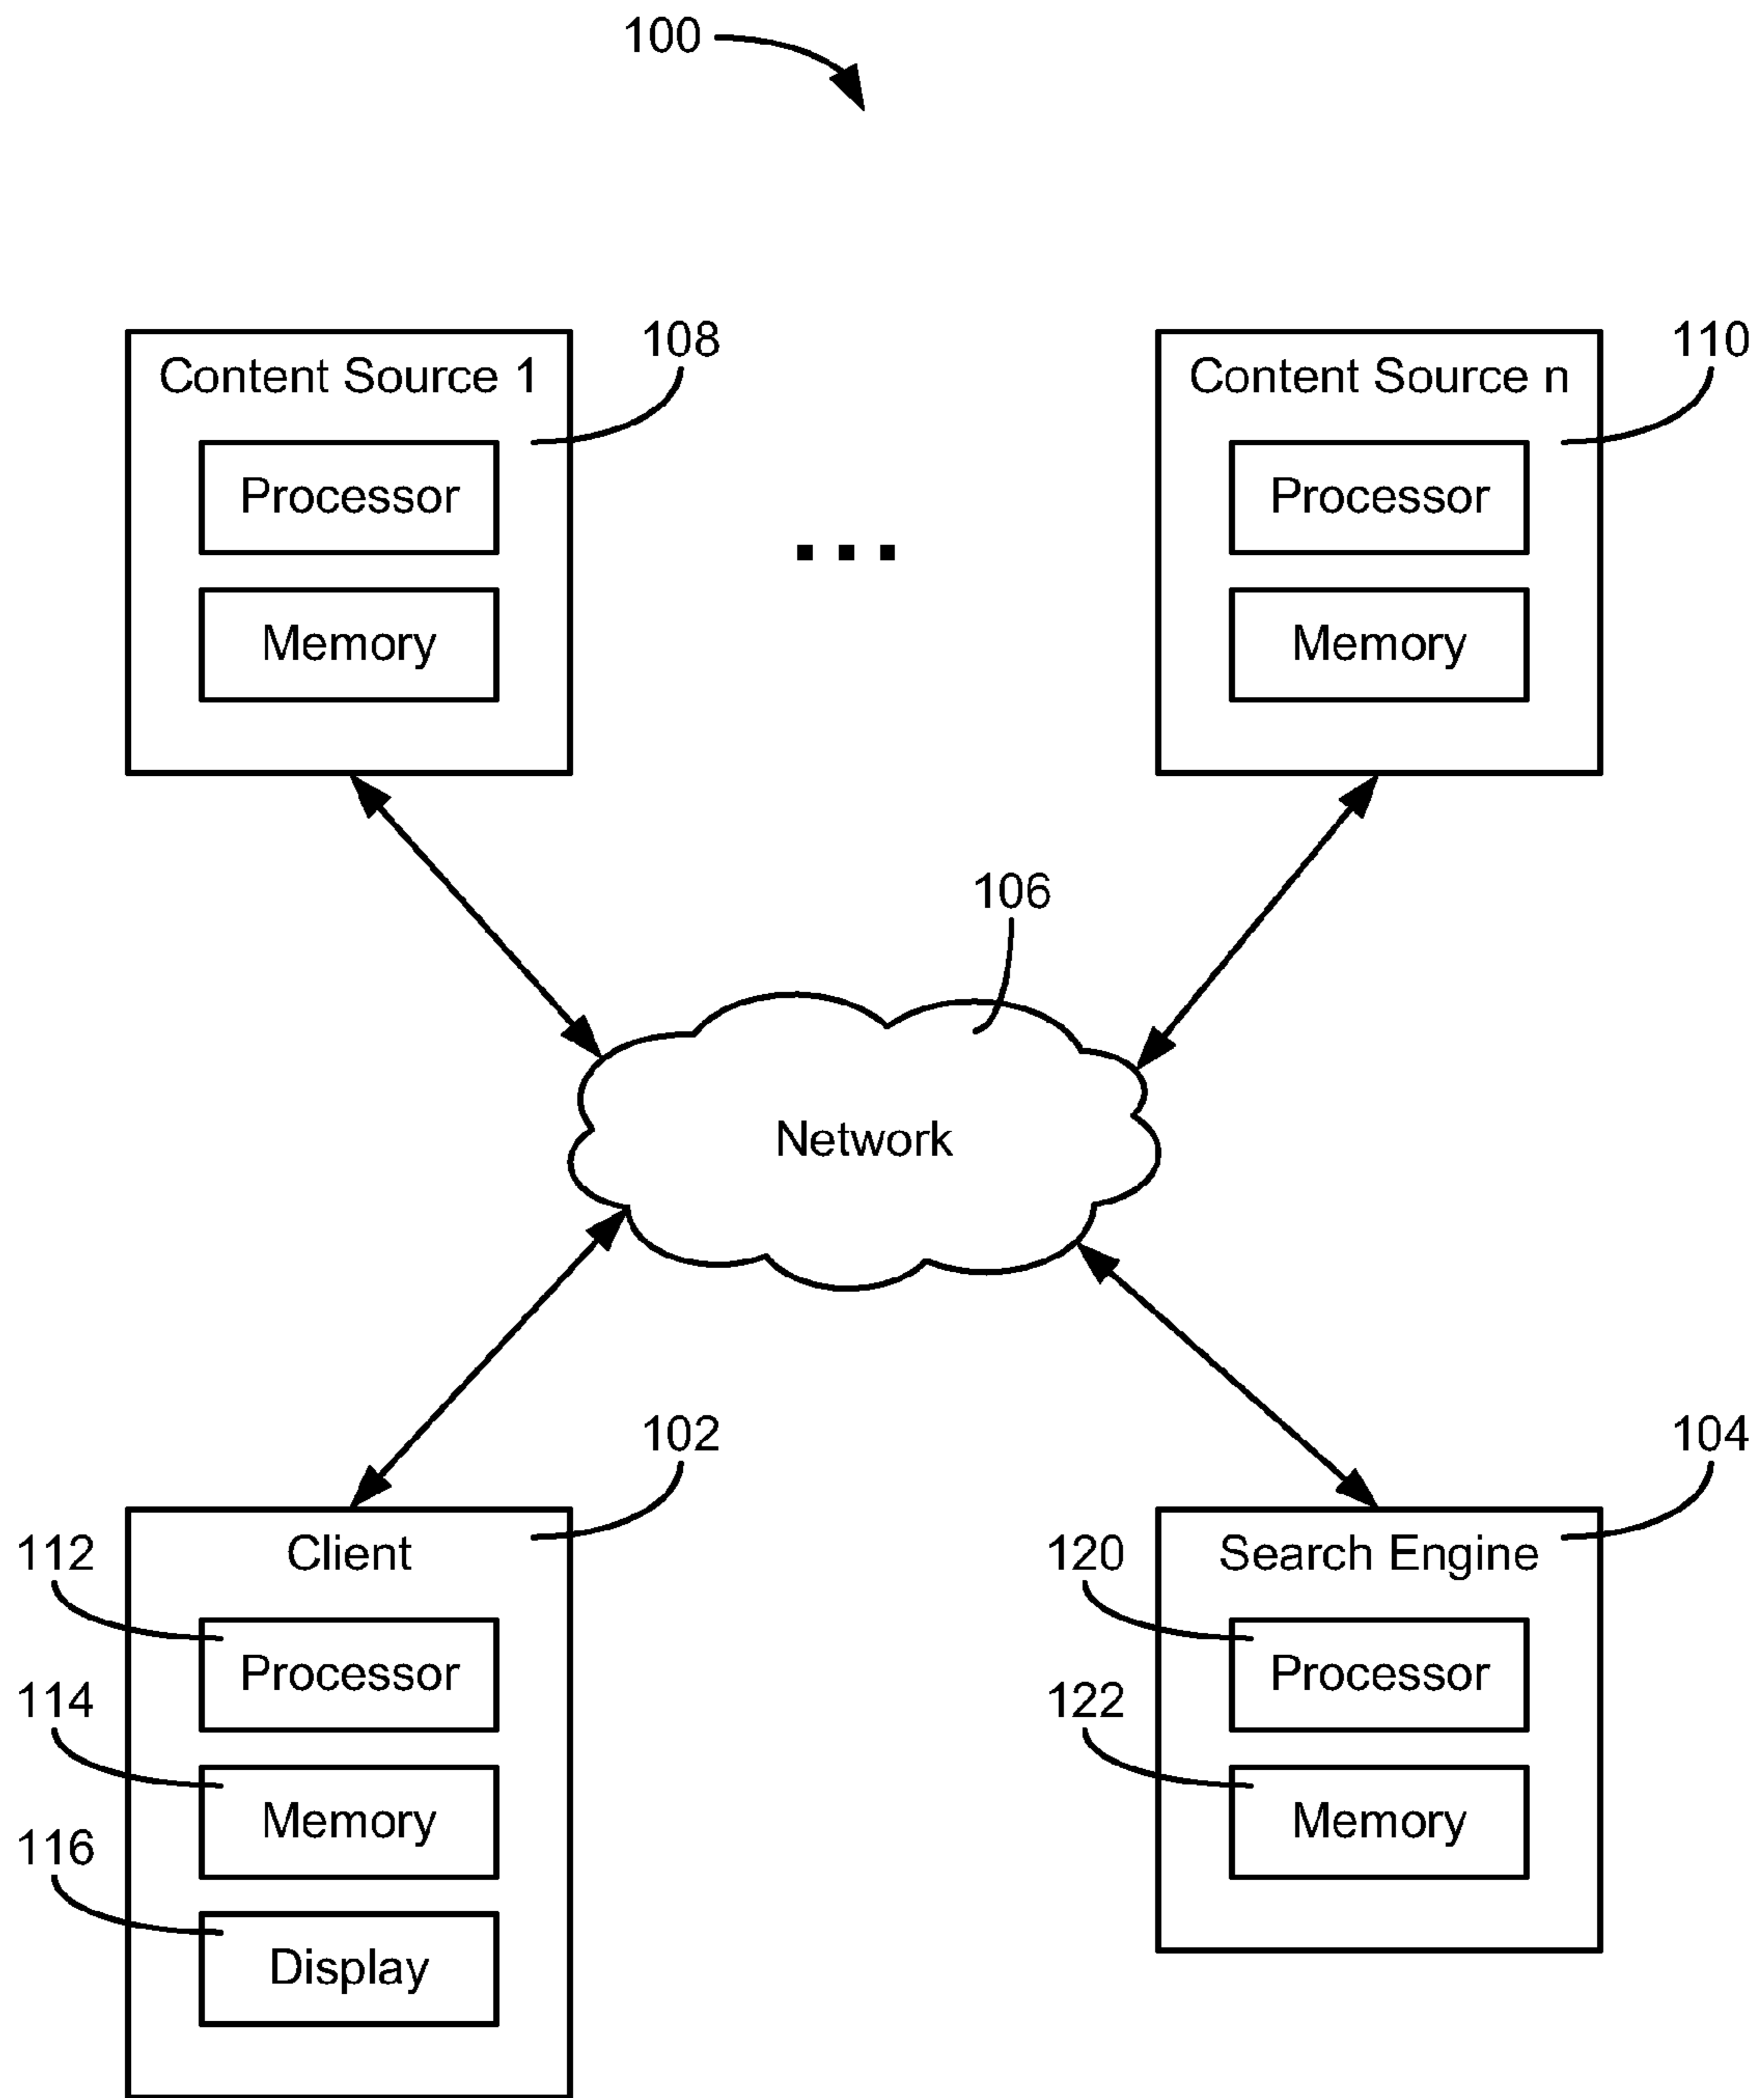 100
108
110
Content Source 1
Content Source n
Processor
Processor
Memory
Memory
106
Network
102
104
112
Client
120
Search Engine
Processor
Processor
114
122
Memory
Memory
116
Display